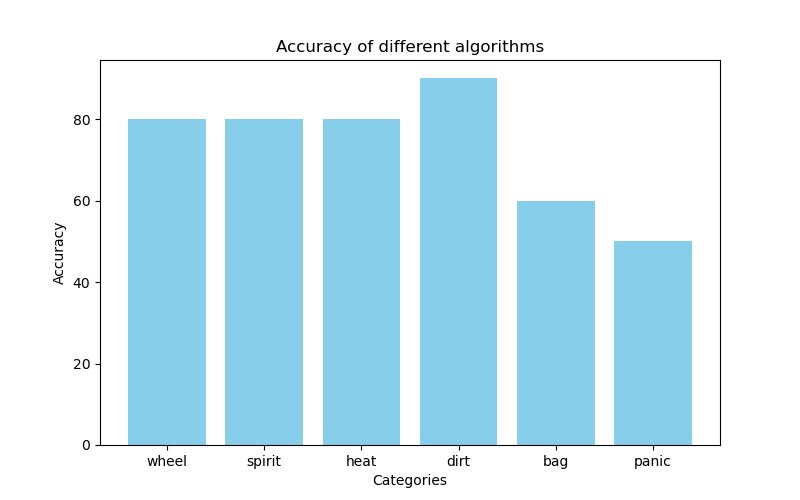 Accuracy of different algorithms
Accuracy
80
60
40
20
0
wheel spirit heat dirt bag panic
Categories